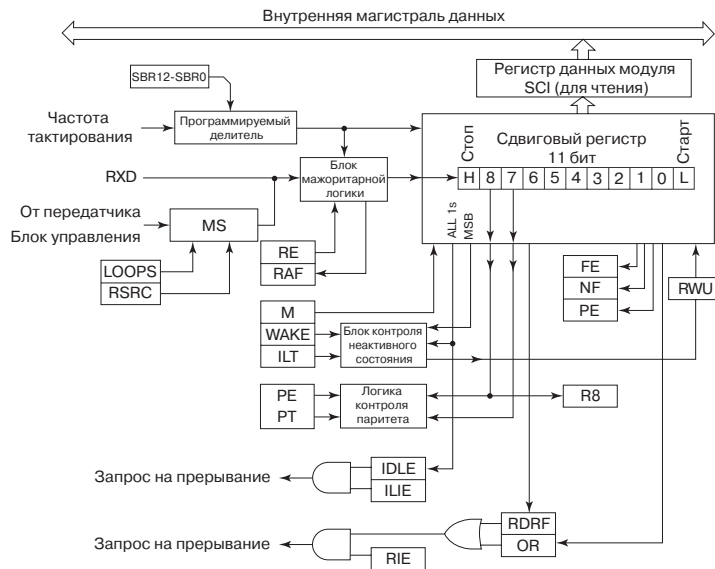 Внутренняя магистраль данных
SBR12-SBR0
Регистр данных модуля
SCI (для чтения)
Частота
тактирования
Программируемый
делитель
Сдвиговый регистр
11 бит
Стоп
Старт
H 8 7 6 5 4 3 2 1 0 L
ALL 1s
MSB
RXD
Блок
мажоритарной
логики
От передатчика
Блок управления
MS
LOOPS
RSRC
RE
RAF
FE
NF
PE
RWU
M
WAKE
ILT
Блок контроля
неактивного
состояния
PE
PT
Логика
контроля
паритета
R8
Запрос на прерывание
IDLE
ILIE
Запрос на прерывание
RIE
RDRF
OR